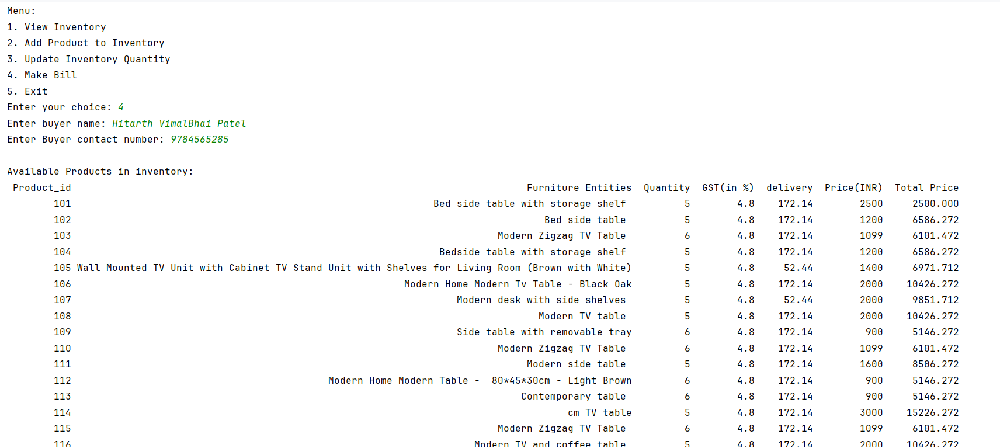 Menu:
1. View Inventory
2. Add Product to Inventory
3. Update Inventory Quantity
4. Make Bill
5. Exit
Enter your choice: 4
Enter buyer name: Hitarth VimalBhai Patel
Enter Buyer contact number: 9784565285
Available Products in inventory:
Product_id Furniture Entities Quantity GST(in %) delivery Price(INR) Total Price
101 Bed side table with storage shelf 5 4.8 172.14 2500 2500.000
102 Bed side table 5 4.8 172.14 1200 6586.272
103 Modern Zigzag TV Table 6 4.8 172.14 1099 6101.472
104 Bedside table with storage shelf 5 4.8 172.14 1200 6586.272
105 Wall Mounted TV Unit with Cabinet TV Stand Unit with Shelves for Living Room (Brown with White) 5 4.8 52.44 1400 6971.712
106 Modern Home Modern Tv Table - Black Oak 5 4.8 172.14 2000 10426.272
107 Modern desk with side shelves 5 4.8 52.44 2000 9851.712
108 Modern TV table 5 4.8 172.14 2000 10426.272
109 Side table with removable tray 6 4.8 172.14 900 5146.272
110 Modern Zigzag TV Table 6 4.8 172.14 1099 6101.472
111 Modern side table 5 4.8 172.14 1600 8506.272
112 Modern Home Modern Table -  80*45*30cm - Light Brown 6 4.8 172.14 900 5146.272
113 Contemporary table 6 4.8 172.14 900 5146.272
114 cm TV table 5 4.8 172.14 3000 15226.272
115 Modern Zigzag TV Table 6 4.8 172.14 1099 6101.472
116 Modern TV and coffee table 5 4.8 172.14 2000 10426.272